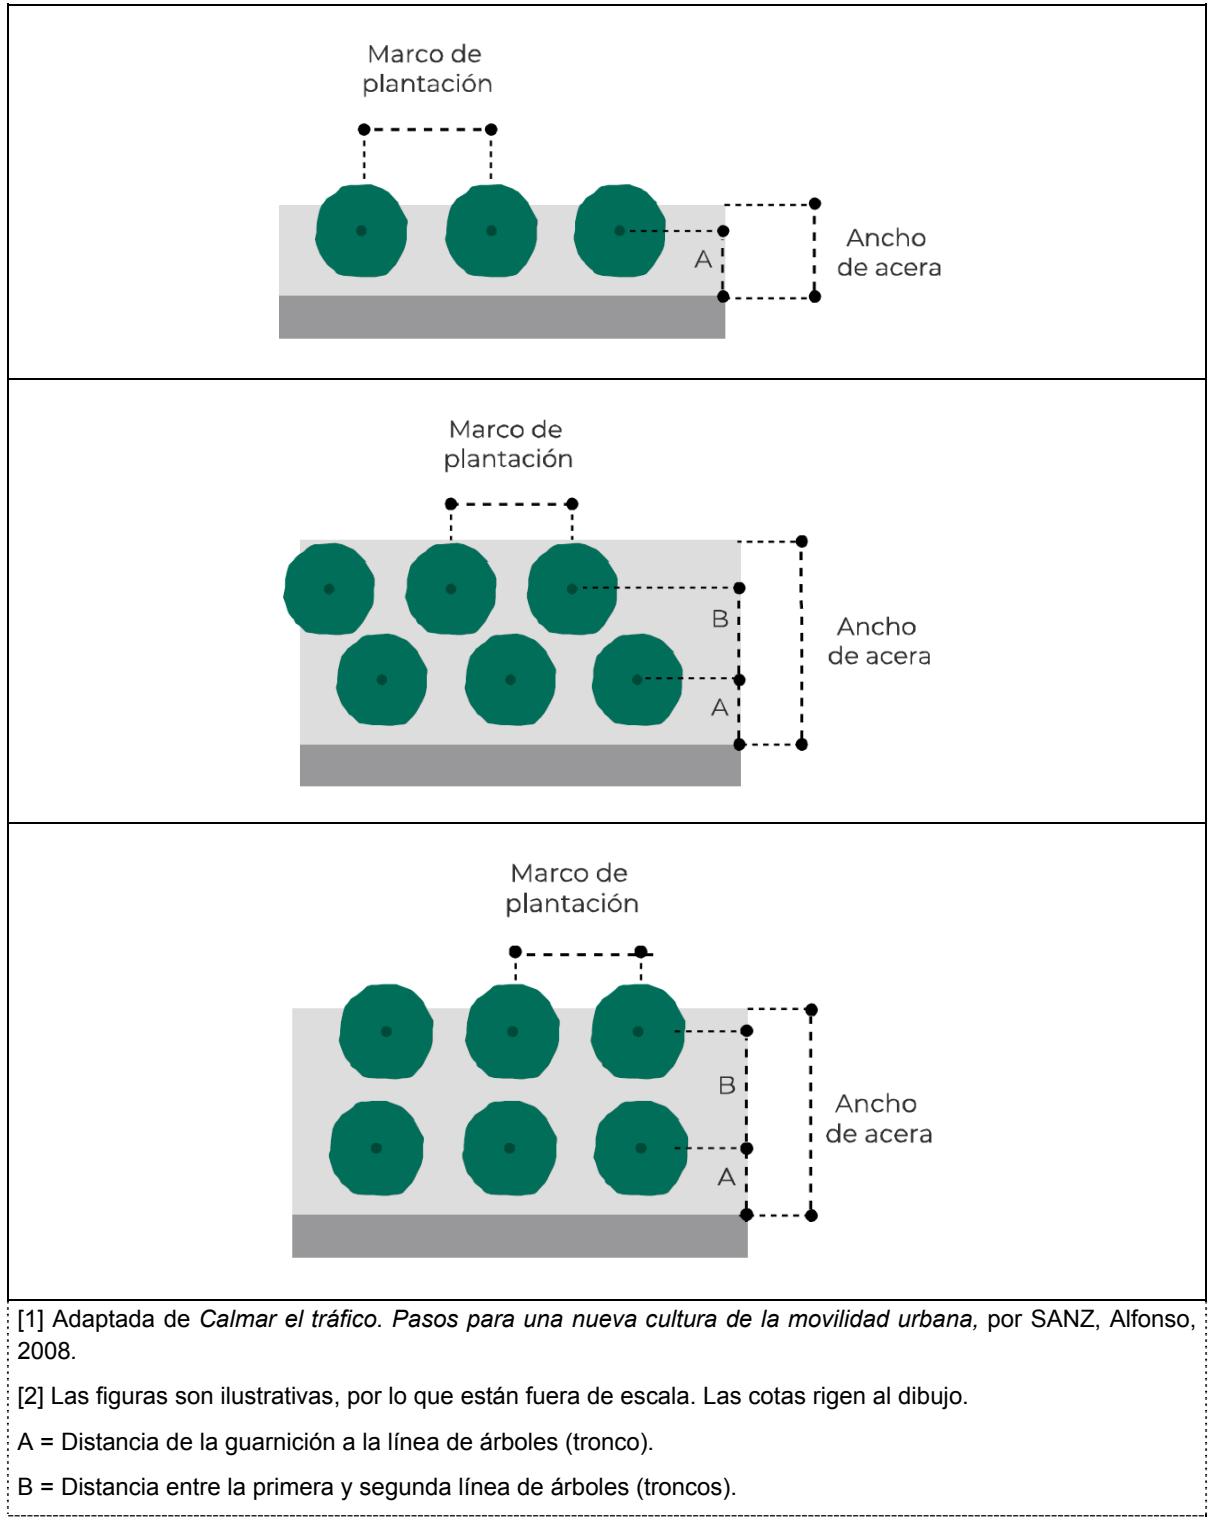 Marco de
plantación
A
Ancho
de acera
Marco de
plantación
B
A
Ancho
de acera
Marco de
plantación
B
A
Ancho
de acera
[1] Adaptada de Calmar el tráfico. Pasos para una nueva cultura de la movilidad urbana, por SANZ, Alfonso,
2008.
[2] Las figuras son ilustrativas, por lo que están fuera de escala. Las cotas rigen al dibujo.
A = Distancia de la guarnición a la línea de árboles (tronco).
B = Distancia entre la primera y segunda línea de árboles (troncos).